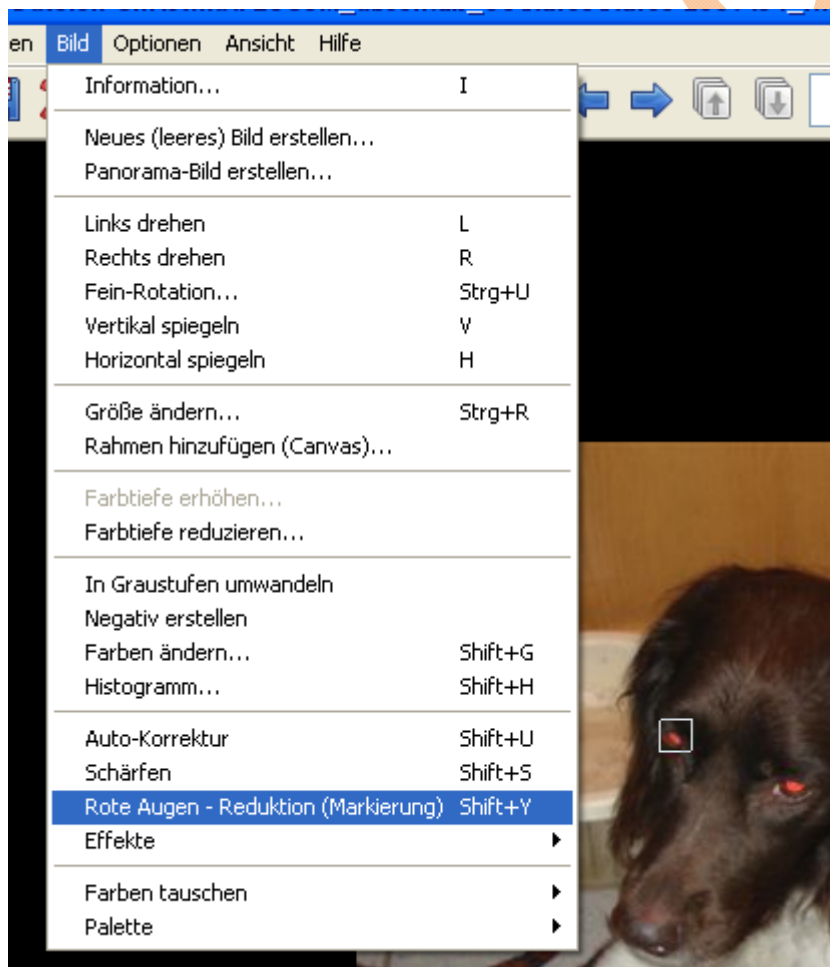 en Bild Optionen Ansicht Hilfe
Information... I
Neues (leeres) Bild erstellen...
Panorama-Bild erstellen...
Links drehen L
Rechts drehen R
Fein-Rotation... Strg+U
Vertikal spiegeln V
Horizontal spiegeln H
Größe ändern... Strg+R
Rahmen hinzufügen (Canvas)...
Farbtiefe erhöhen...
Farbtiefe reduzieren...
In Graustufen umwandeln
Negativ erstellen
Farben ändern... Shift+G
Histogramm... Shift+H
Auto-Korrektur Shift+U
Schärfen Shift+S
Rote Augen - Reduktion (Markierung) Shift+Y
Effekte
Farben tauschen
Palette